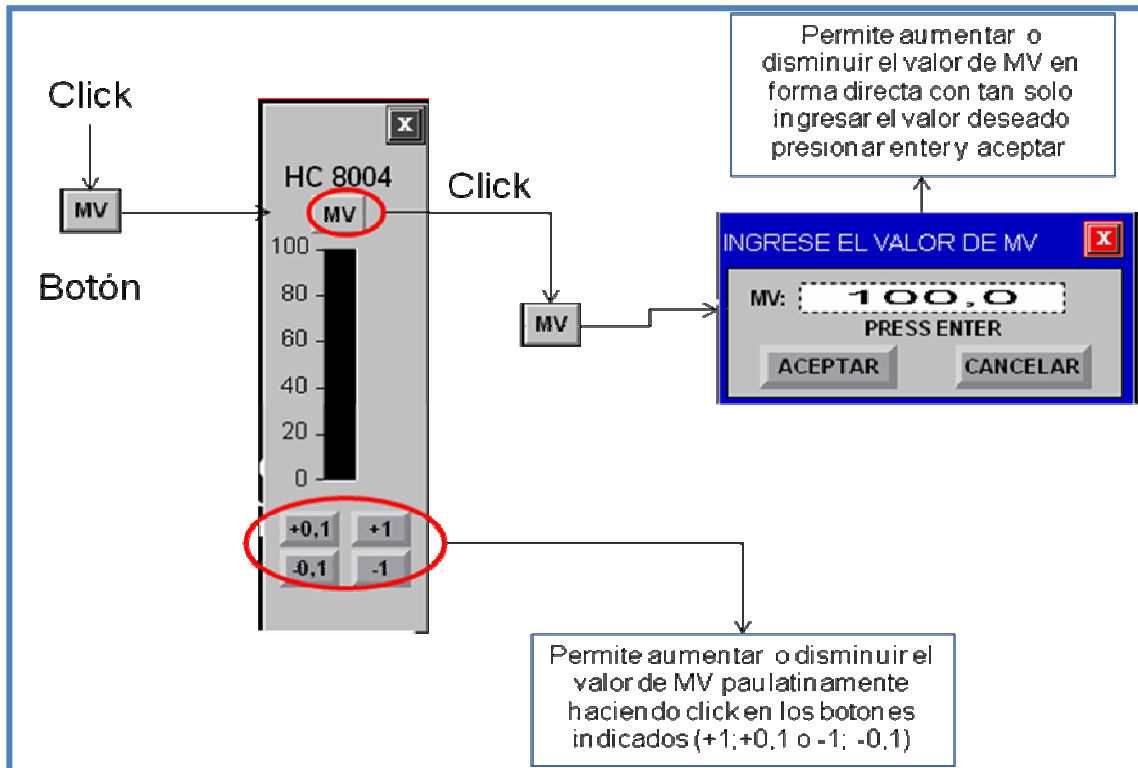 Click
MV
Botón
X
HC 8004
MV
100
80
60
40
20
0
+0,1 +1
-0,1 -1
Click
MV
Permite aumentar o
disminuir el valor de MV en
forma directa con tan solo
ingresar el valor deseado
presionar enter y aceptar
INGRESE EL VALOR DE MV X
MV: 100,0
PRESS ENTER
ACEPTAR CANCELAR
Permite aumentar o disminuir el
valor de MV paulatinamente
haciendo click en los botones
indicados (+1;+0,1 o -1; -0,1)